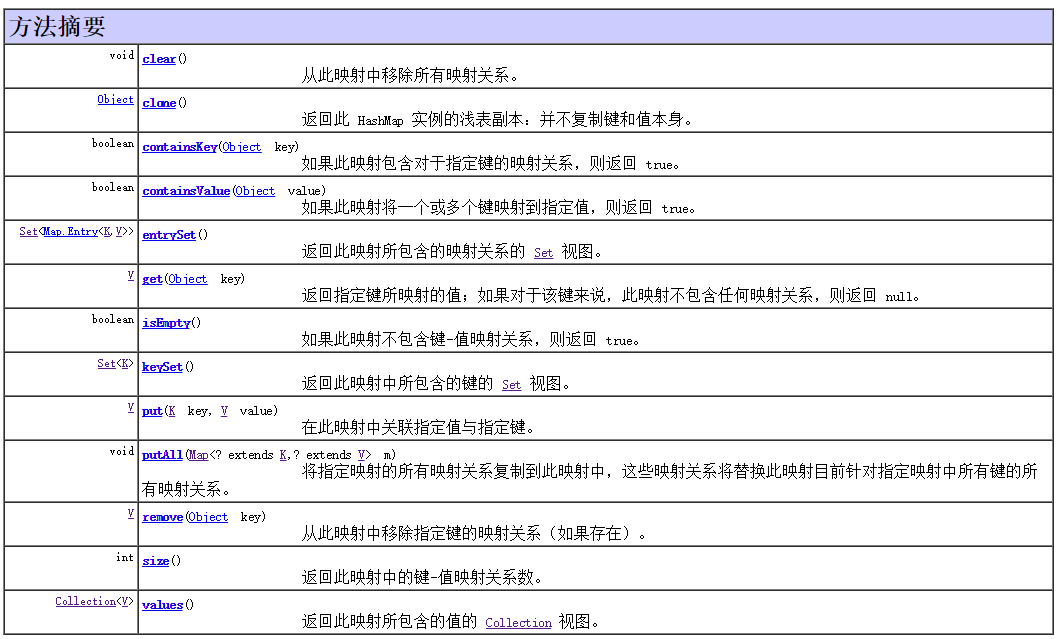 方法摘要
void clear()
从此映射中移除所有映射关系。
Object clone()
返回此 HashMap 实例的浅表副本：并不复制键和值本身。
boolean containsKey(Object key)
如果此映射包含对于指定键的映射关系，则返回 true。
boolean containsValue(Object value)
如果此映射将一个或多个键映射到指定值，则返回 true。
Set<Map.Entry<K,V>> entrySet()
返回此映射所包含的映射关系的 Set 视图。
V get(Object key)
返回指定键所映射的值；如果对于该键来说，此映射不包含任何映射关系，则返回 null。
boolean isEmpty()
如果此映射不包含键-值映射关系，则返回 true。
Set<K> keySet()
返回此映射中所包含的键的 Set 视图。
V put(K key, V value)
在此映射中关联指定值与指定键。
void putAll(Map<? extends K,? extends V> m)
将指定映射的所有映射关系复制到此映射中，这些映射关系将替换此映射目前针对指定映射中所有键的所
有映射关系。
V remove(Object key)
从此映射中移除指定键的映射关系（如果存在）。
int size()
返回此映射中的键-值映射关系数。
Collection<V> values()
返回此映射所包含的值的 Collection 视图。